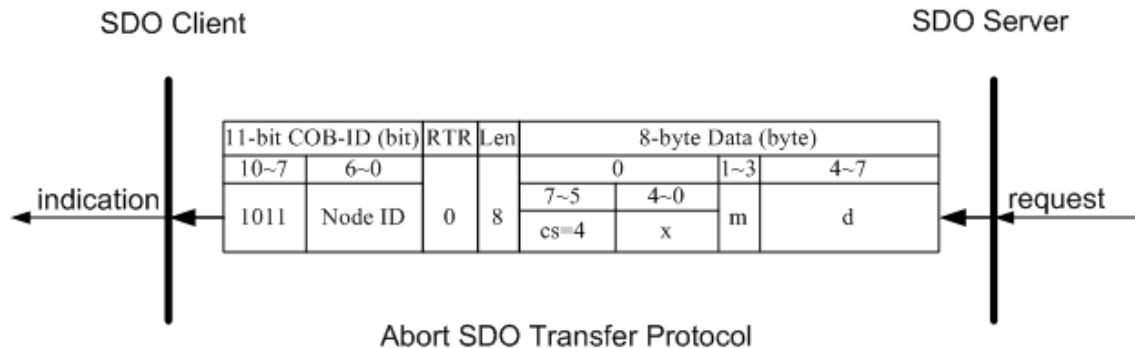 SDO Client SDO Server
11-bit COB-ID (bit) RTR Len 8-byte Data (byte)
10~7 6~0 0 1~3 4~7
indication 1011 Node ID 0 8 7~5 4~0 m d request
cs=4 x
Abort SDO Transfer Protocol